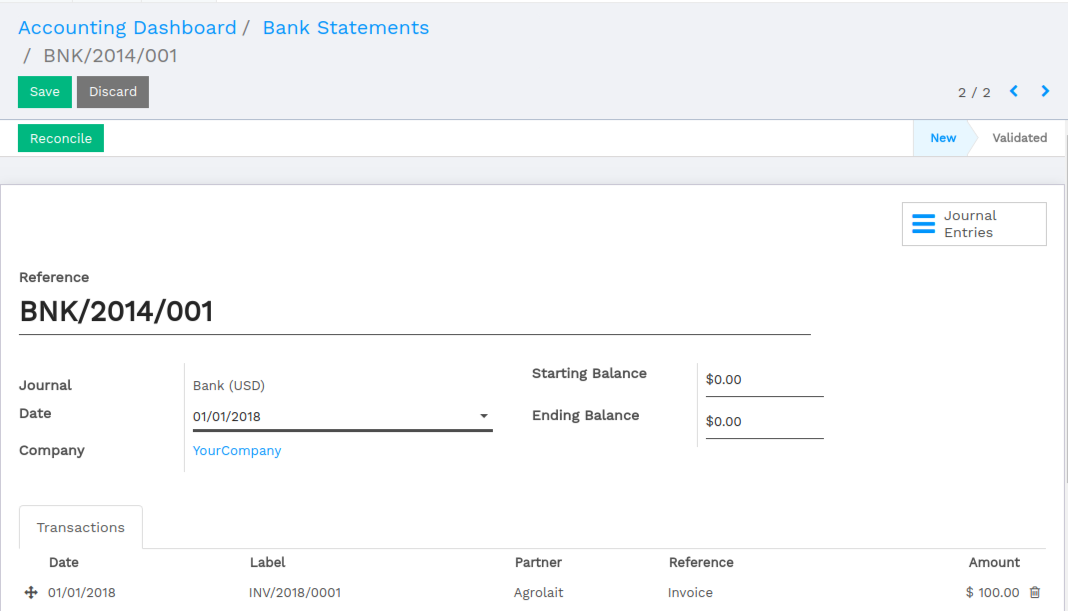 Accounting Dashboard / Bank Statements
/ BNK/2014/001
Save Discard
2 / 2
Reconcile
New Validated
Journal
Entries
Reference
BNK/2014/001
Journal Bank (USD)
Starting Balance $0.00
Date 01/01/2018
Ending Balance $0.00
Company YourCompany
Transactions
Date Label Partner Reference Amount
01/01/2018 INV/2018/0001 Agrolait Invoice $ 100.00